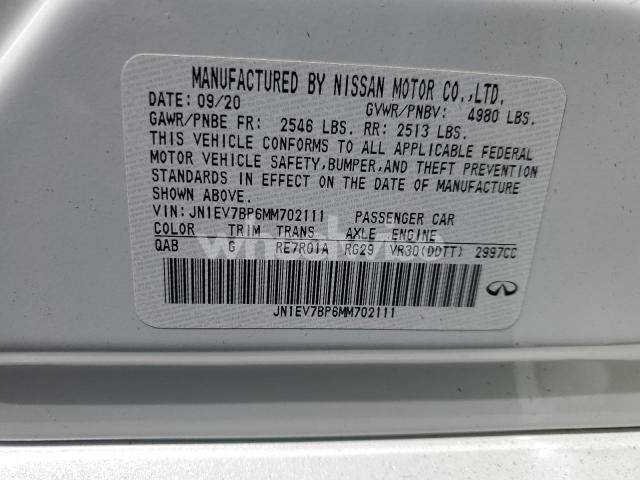 MANUFACTURED BY NISSAN MOTOR CO.,LTD.
DATE: 09/20 GVWR/PNBV: 4980 LBS.
GAWR/PNBE FR: 2546 LBS. RR: 2513 LBS.
THIS VEHICLE CONFORMS TO ALL APPLICABLE FEDERAL
MOTOR VEHICLE SAFETY,BUMPER,AND THEFT PREVENTION
STANDARDS IN EFFECT ON THE DATE OF MANUFACTURE
SHOWN ABOVE.
VIN: JN1EV7BP6MM702111 PASSENGER CAR
COLOR TRIM TRANS AXLE ENGINE
QAB G RE7R01A RG29 VR30(DDTT) 2997CC
JN1EV7BP6MM702111